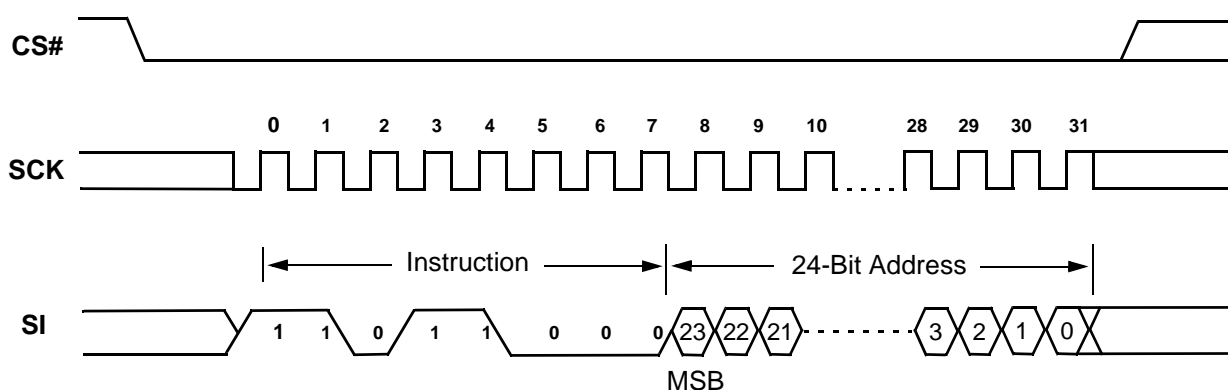 CS#
0 1 2 3 4 5 6 7 8 9 10 28 29 30 31
SCK
Instruction 24-Bit Address
SI 1 1 0 1 1 0 0 0 23 22 21 3 2 1 0
MSB